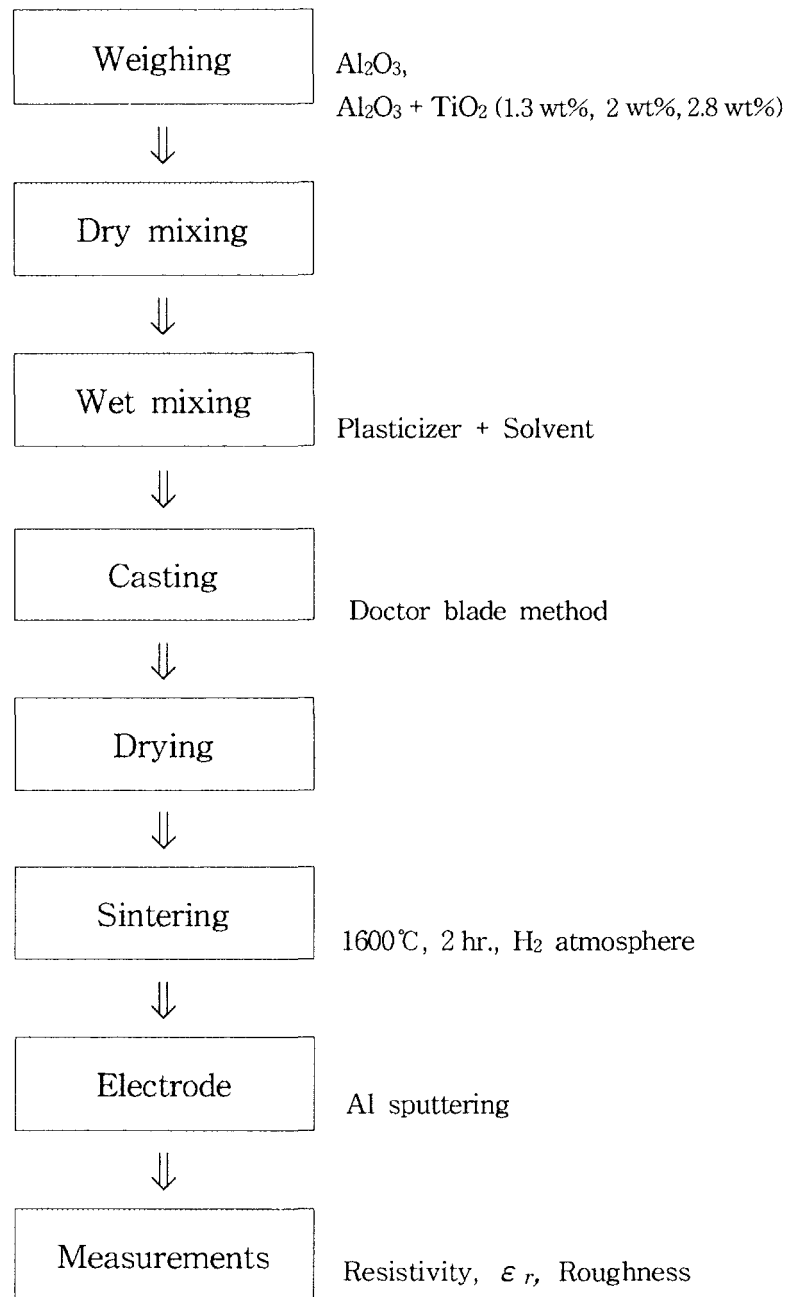 Weighing
Al₂O₃,
Al₂O₃ + TiO₂ (1.3 wt%, 2 wt%, 2.8 wt%)
⇓
Dry mixing
⇓
Wet mixing
Plasticizer + Solvent
⇓
Casting
Doctor blade method
⇓
Drying
⇓
Sintering
1600℃, 2 hr., H₂ atmosphere
⇓
Electrode
Al sputtering
⇓
Measurements
Resistivity, ε r, Roughness